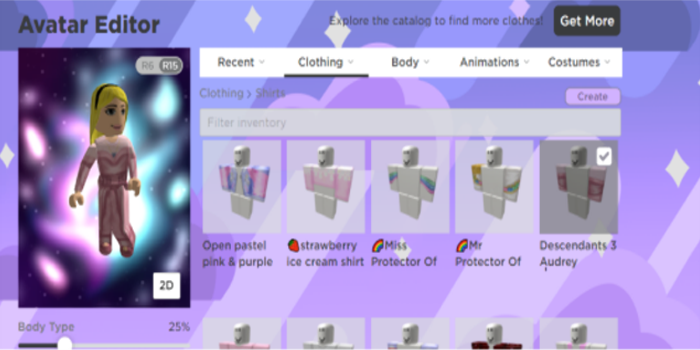 Avatar Editor
Explore the catalog to find more clothes!
Get More
R6 R15
Recent
Clothing
Body
Animations
Costumes
Clothing > Shirts
Create
Filter inventory
Open pastel
pink & purple
🍓strawberry
ice cream shirt
🌈Miss
Protector Of
🌈Mr
Protector Of
Descendants 3
Audrey
2D
Body Type
25%